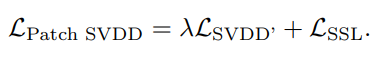 ℒ_Patch SVDD = λℒ_SVDD’ + ℒ_SSL.